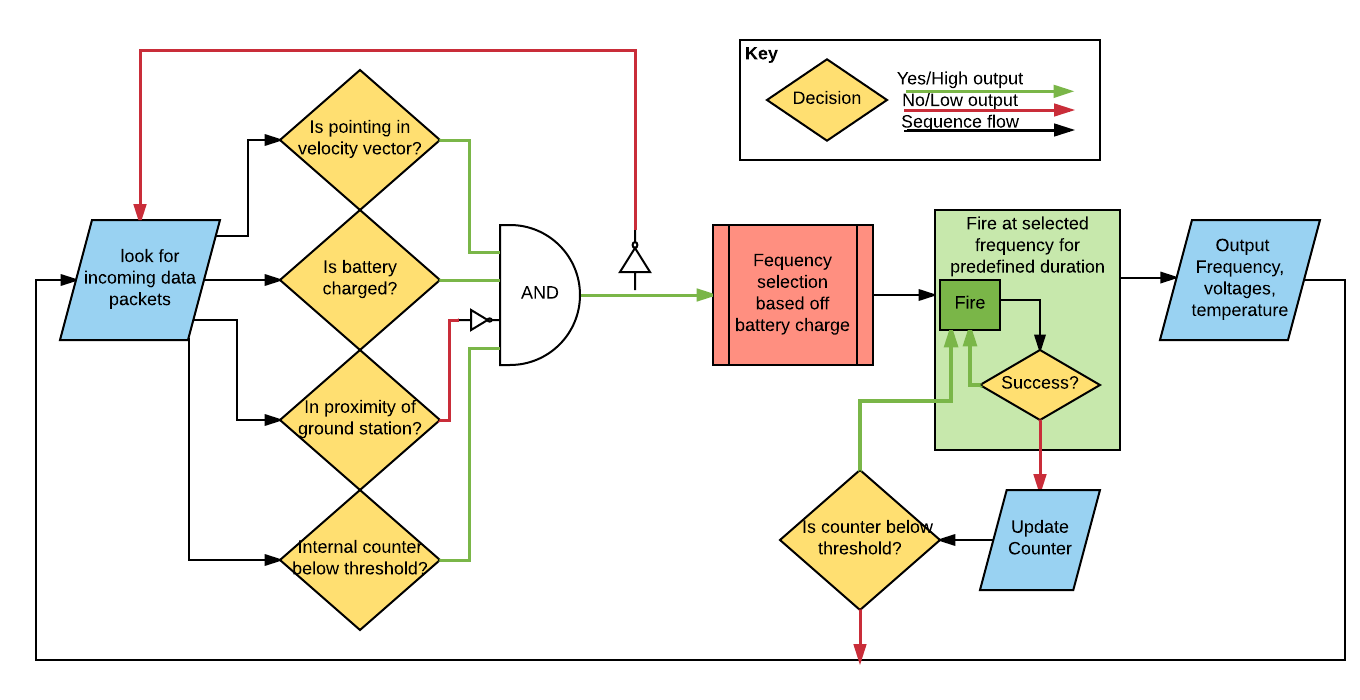 Key
Decision
Yes/High output
No/Low output
Sequence flow
look for
incoming data
packets
Is pointing in
velocity vector?
Is battery
charged?
In proximity of
ground station?
Internal counter
below threshold?
AND
Fequency
selection
based off
battery charge
Fire at selected
frequency for
predefined duration
Fire
Success?
Output
Frequency,
voltages,
temperature
Is counter below
threshold?
Update
Counter